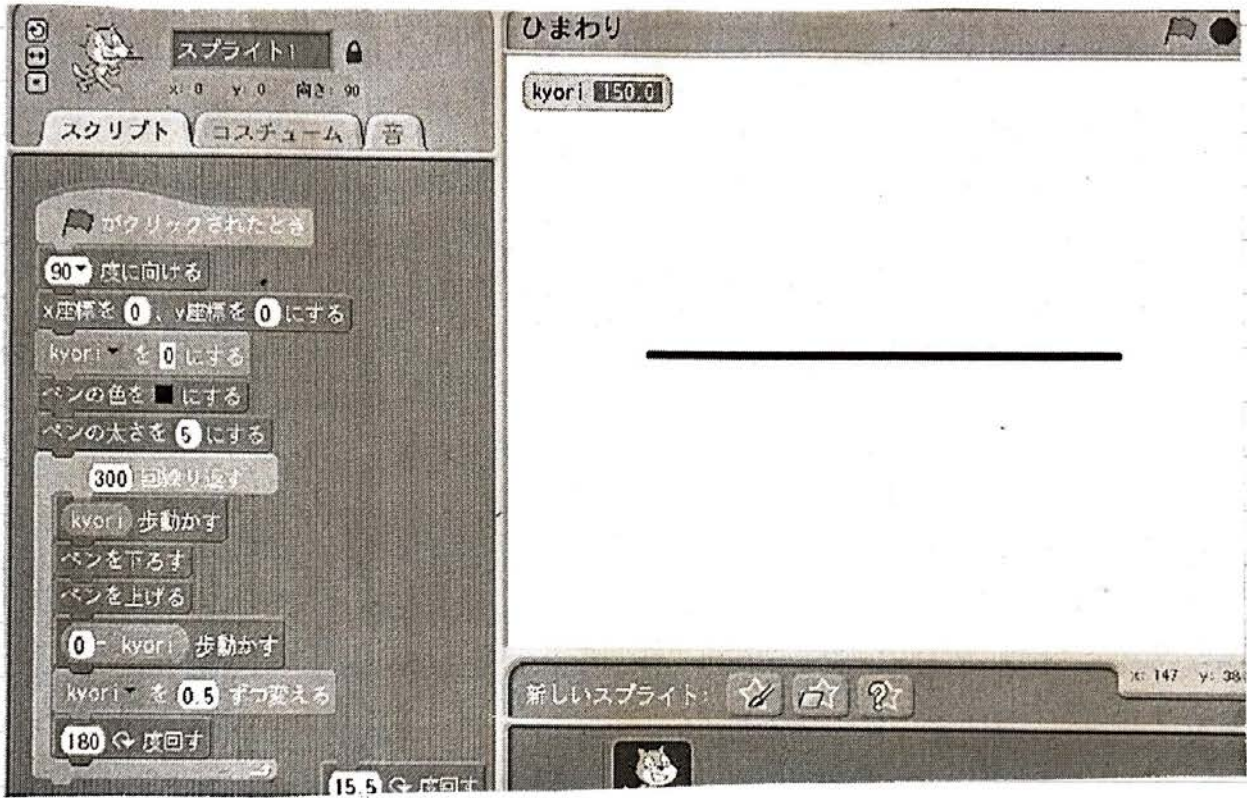 スプライト1
x: 0 y: 0 向き: 90
スクリプト
コスチューム
音
がクリックされたとき
90 度に向ける
x座標を 0 、y座標を 0 にする
kyori を 0 にする
ペンの色を にする
ペンの太さを 5 にする
300 回繰り返す
kyori 歩動かす
ペンを下ろす
ペンを上げる
0 - kyori 歩動かす
kyori を 0.5 ずつ変える
180 度回す
15.5 度回す
ひまわり
kyori 150.0
新しいスプライト:
x: 147 y: 38